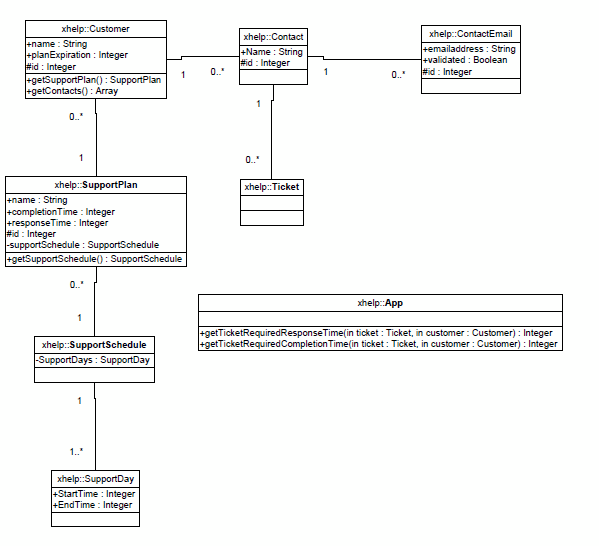 xhelp::Customer
+name : String
+planExpiration : Integer
#id : Integer
+getSupportPlan() : SupportPlan
+getContacts() : Array
1
0..*
xhelp::Contact
+Name : String
#id : Integer
1
0..*
xhelp::ContactEmail
+emailaddress : String
+validated : Boolean
#id : Integer
0..*
1
1
0..*
xhelp::SupportPlan
+name : String
+completionTime : Integer
+responseTime : Integer
#id : Integer
-supportSchedule : SupportSchedule
+getSupportSchedule() : SupportSchedule
xhelp::Ticket
0..*
1
xhelp::App
+getTicketRequiredResponseTime(in ticket : Ticket, in customer : Customer) : Integer
+getTicketRequiredCompletionTime(in ticket : Ticket, in customer : Customer) : Integer
xhelp::SupportSchedule
-SupportDays : SupportDay
1
1..*
xhelp::SupportDay
+StartTime : Integer
+EndTime : Integer